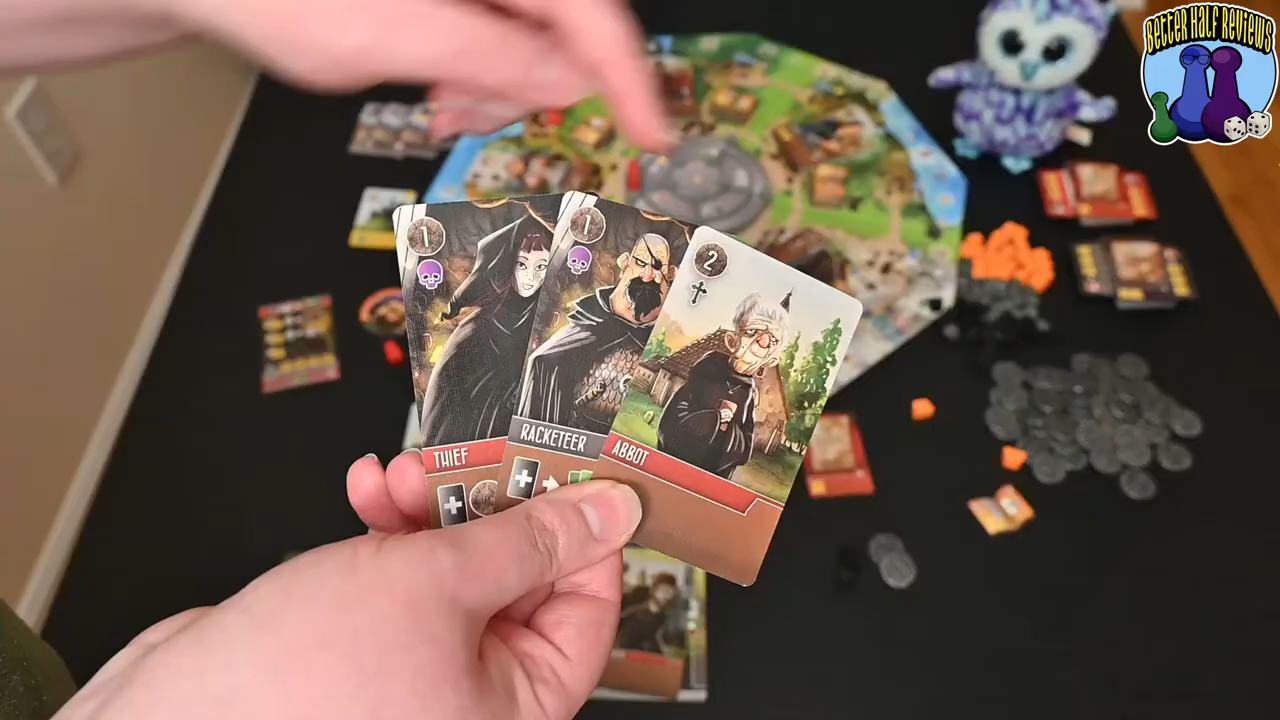 BETTER HALF REVIEWS
1
1
2
THIEF
RACKETEER
ABBOT